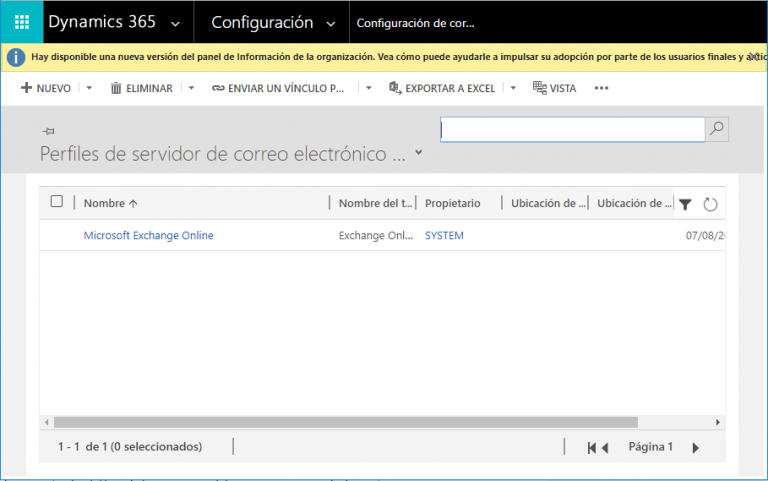 Dynamics 365 Configuración Configuración de cor...
Hay disponible una nueva versión del panel de Información de la organización. Vea cómo puede ayudarle a impulsar su adopción por parte de los usuarios finales y
NUEVO ELIMINAR ENVIAR UN VÍNCULO P... EXPORTAR A EXCEL VISTA ...
Perfiles de servidor de correo electrónico ...
Nombre Nombre del t... Propietario Ubicación de ... Ubicación de ...
Microsoft Exchange Online Exchange Onl... SYSTEM 07/08/2
1 - 1 de 1 (0 seleccionados) Página 1